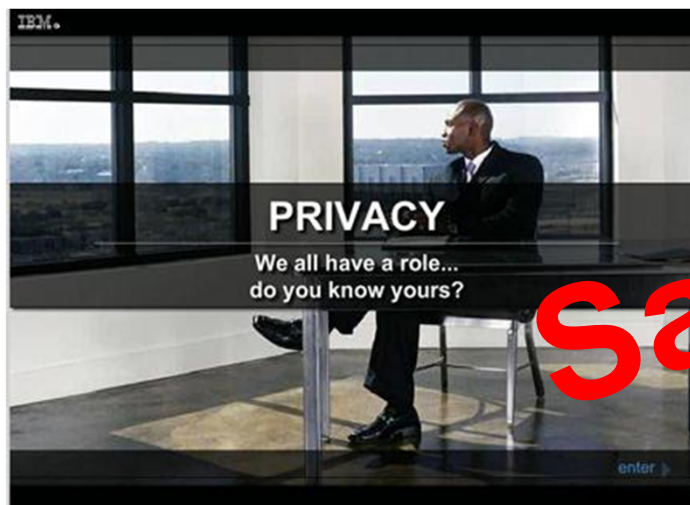 IBM.
PRIVACY
We all have a role...
do you know yours?
sa
enter